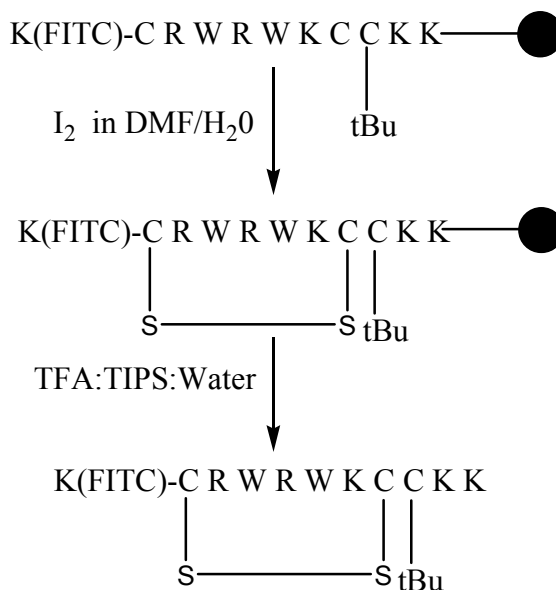 K(FITC)-C R W R W K C C K K
tBu
I₂ in DMF/H₂0
K(FITC)-C R W R W K C C K K
S S tBu
TFA:TIPS:Water
K(FITC)-C R W R W K C C K K
S S tBu